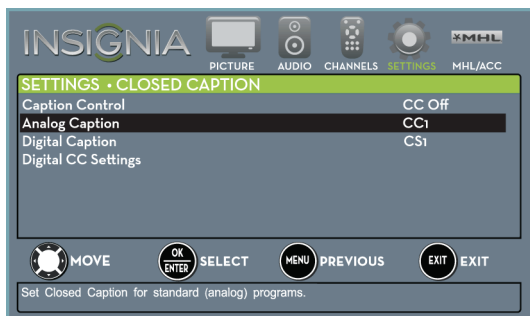 INSIGNIA
PICTURE AUDIO CHANNELS SETTINGS MHL/ACC
MHL
SETTINGS • CLOSED CAPTION
Caption Control CC Off
Analog Caption CC1
Digital Caption CS1
Digital CC Settings
MOVE OK ENTER SELECT MENU PREVIOUS EXIT EXIT
Set Closed Caption for standard (analog) programs.